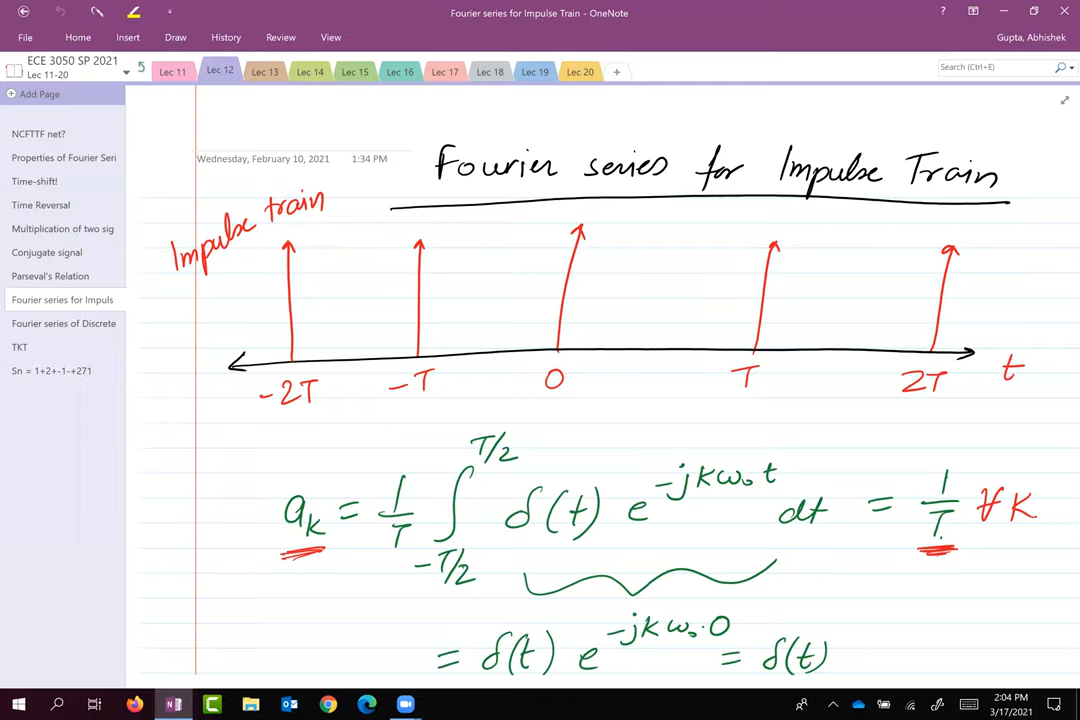 Fourier series for Impulse Train - OneNote
File Home Insert Draw History Review View
Gupta, Abhishek
ECE 3050 SP 2021
Lec 11-20
Lec 11 Lec 12 Lec 13 Lec 14 Lec 15 Lec 16 Lec 17 Lec 18 Lec 19 Lec 20 +
Search (Ctrl+E)
Add Page
NCFTTF net?
Properties of Fourier Seri
Time-shift!
Time Reversal
Multiplication of two sig
Conjugate signal
Parseval's Relation
Fourier series for Impuls
Fourier series of Discrete
TKT
Sn = 1+2+-1-+271
Wednesday, February 10, 2021 1:34 PM
Fourier series for Impulse Train
Impulse train
-2T -T 0 T 2T t
a_k = 1/T ∫_{-T/2}^{T/2} δ(t) e^{-jkω₀t} dt = 1/T ∀ k
= δ(t) e^{-jkω₀·0} = δ(t)
2:04 PM
3/17/2021